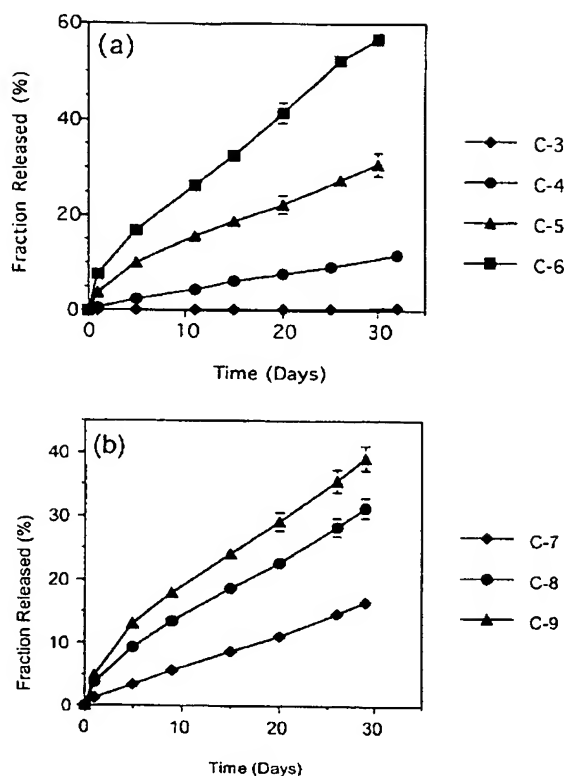 (a)
Fraction Released (%)
60
40
20
0
0 10 20 30
Time (Days)
C-3
C-4
C-5
C-6
(b)
Fraction Released (%)
40
30
20
10
0
0 10 20 30
Time (Days)
C-7
C-8
C-9